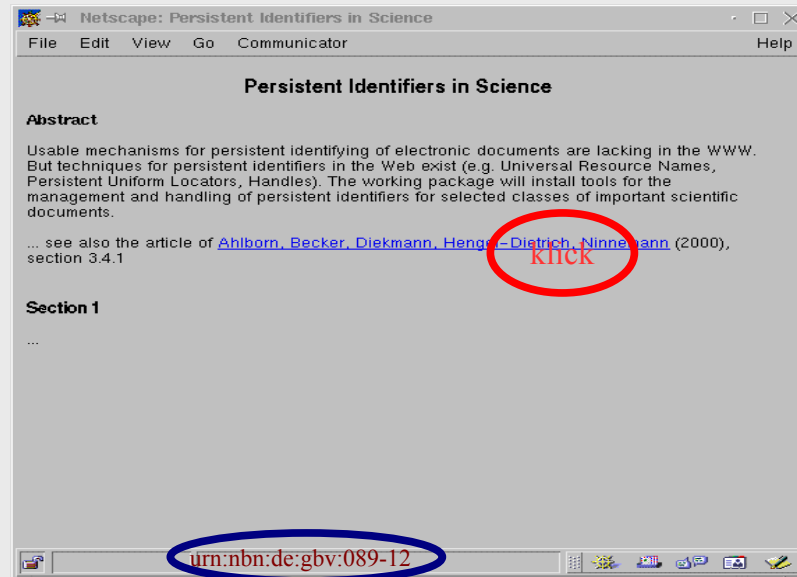 Netscape: Persistent Identifiers in Science
File Edit View Go Communicator Help
Persistent Identifiers in Science
Abstract
Usable mechanisms for persistent identifying of electronic documents are lacking in the WWW.
But techniques for persistent identifiers in the Web exist (e.g. Universal Resource Names,
Persistent Uniform Locators, Handles). The working package will install tools for the
management and handling of persistent identifiers for selected classes of important scientific
documents.
... see also the article of Ahlborn, Becker, Diekmann, Hengel-Dietrich, Ninnemann (2000),
klick
section 3.4.1
Section 1
...
urn:nbn:de:gbv:089-12